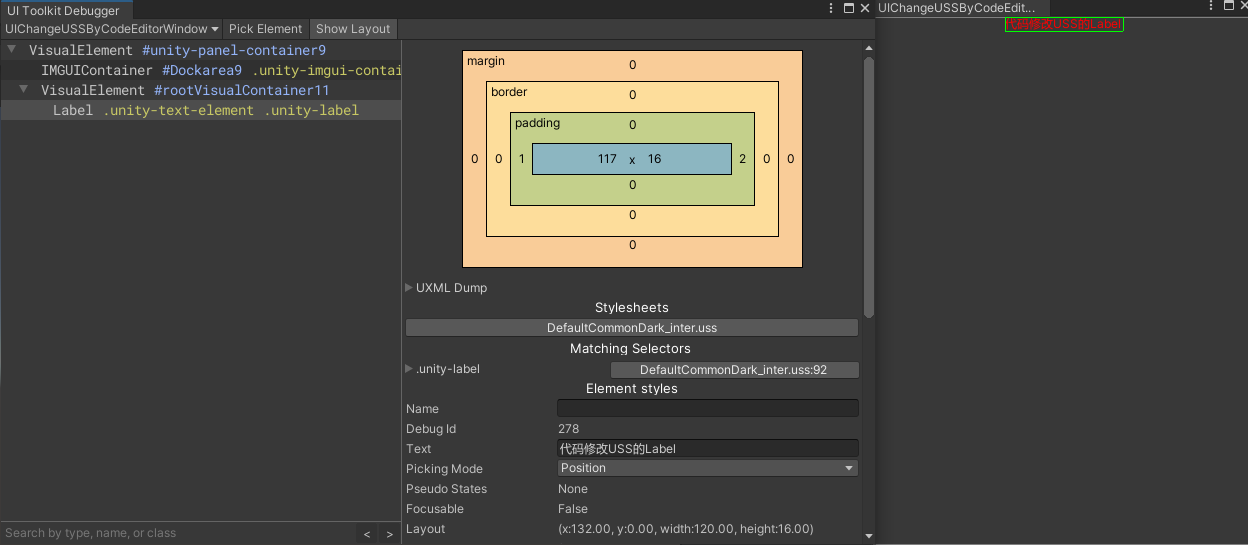 UI Toolkit Debugger
UIChangeUSSByCodeEditorWindow Pick Element Show Layout
VisualElement #unity-panel-container9
IMGUIContainer #Dockarea9 .unity-imgui-contai
VisualElement #rootVisualContainer11
Label .unity-text-element .unity-label
Search by type, name, or class < >
margin
0
border
0
padding
0
0 0 1 117 x 16 2 0 0
0
0
0
UXML Dump
Stylesheets
DefaultCommonDark_inter.uss
Matching Selectors
.unity-label DefaultCommonDark_inter.uss:92
Element styles
Name
Debug Id 278
Text 代码修改USS的Label
Picking Mode Position
Pseudo States None
Focusable False
Layout (x:132.00, y:0.00, width:120.00, height:16.00)
UIChangeUSSByCodeEdit...
代码修改USS的Label